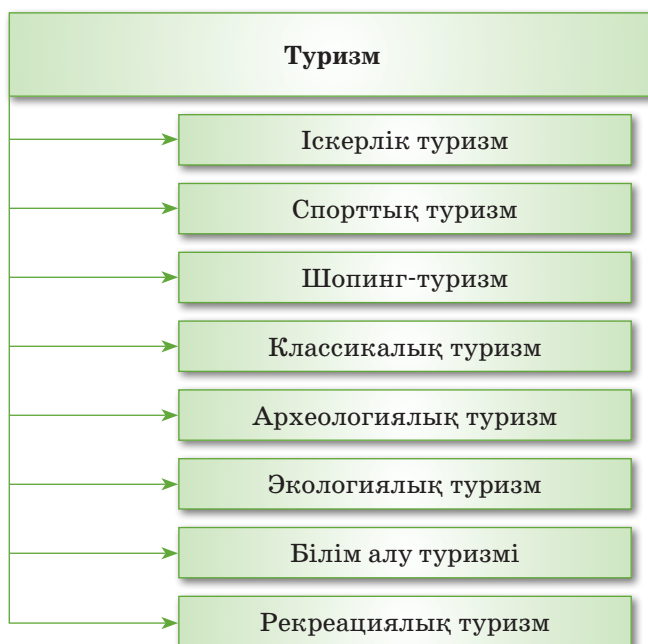 Туризм
Іскерлік туризм
Спорттық туризм
Шопинг-туризм
Классикалық туризм
Археологиялық туризм
Экологиялық туризм
Білім алу туризмі
Рекреациялық туризм